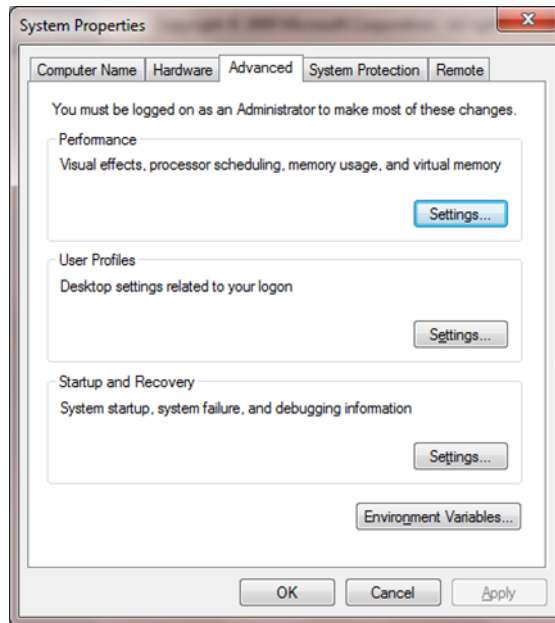 System Properties
Computer Name Hardware Advanced System Protection Remote
You must be logged on as an Administrator to make most of these changes.
Performance
Visual effects, processor scheduling, memory usage, and virtual memory
Settings...
User Profiles
Desktop settings related to your logon
Settings...
Startup and Recovery
System startup, system failure, and debugging information
Settings...
Environment Variables...
OK Cancel Apply